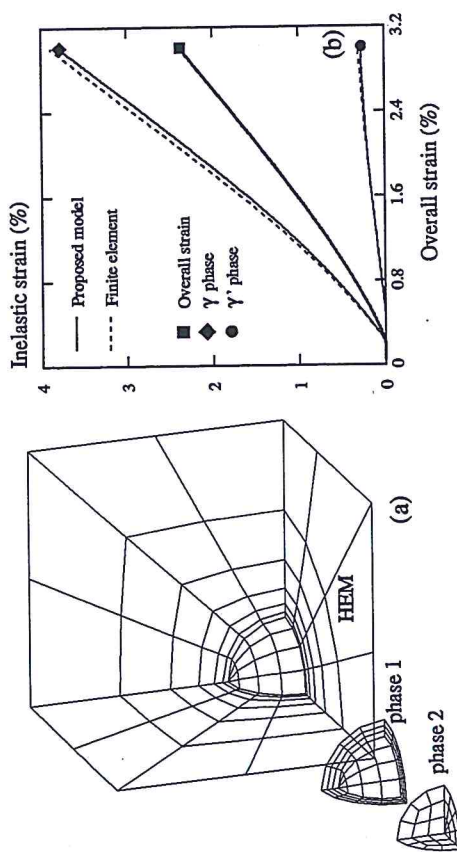 phase 2
phase 1
HEM
(a)
Inelastic strain (%)
4
3
2
1
0
Proposed model
Finite element
Overall strain
γ phase
γ' phase
(b)
0
0.8
1.6
2.4
3.2
Overall strain (%)